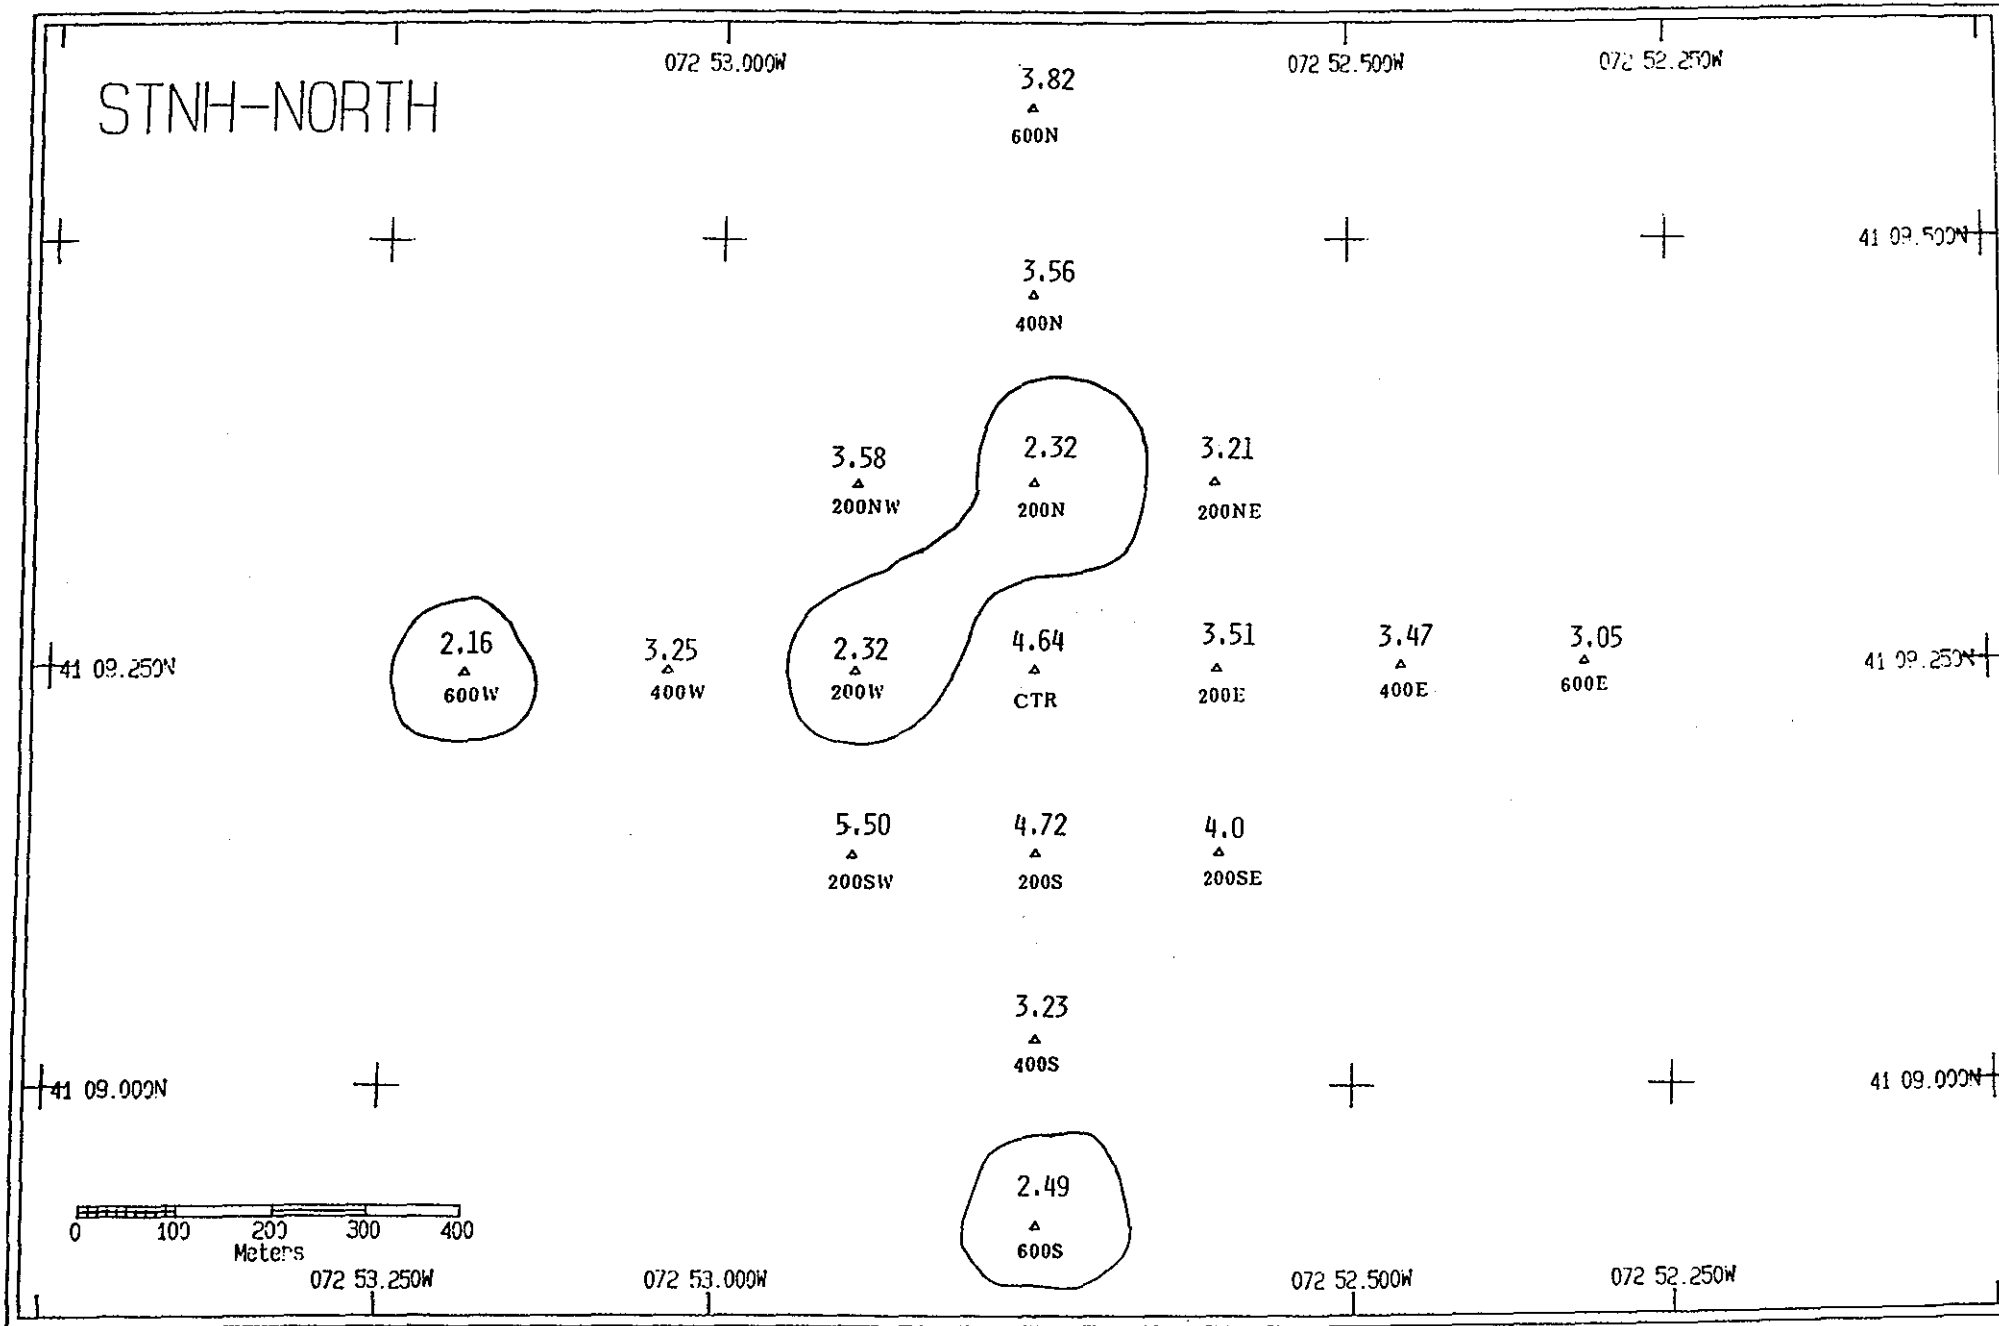 072 53.000W 072 52.500W 072 52.250W
STNH-NORTH
3.82
600N
41 09.500N
3.56
400N
3.58 2.32 3.21
200NW 200N 200NE
2.16 3.25 2.32 4.64 3.51 3.47 3.05
41 09.250N 41 09.250N
600W 400W 200W CTR 200E 400E 600E
5.50 4.72 4.0
200SW 200S 200SE
3.23
400S
41 09.000N 41 09.000N
2.49
600S
0 100 200 300 400
Meters
072 53.250W 072 53.000W 072 52.500W 072 52.250W